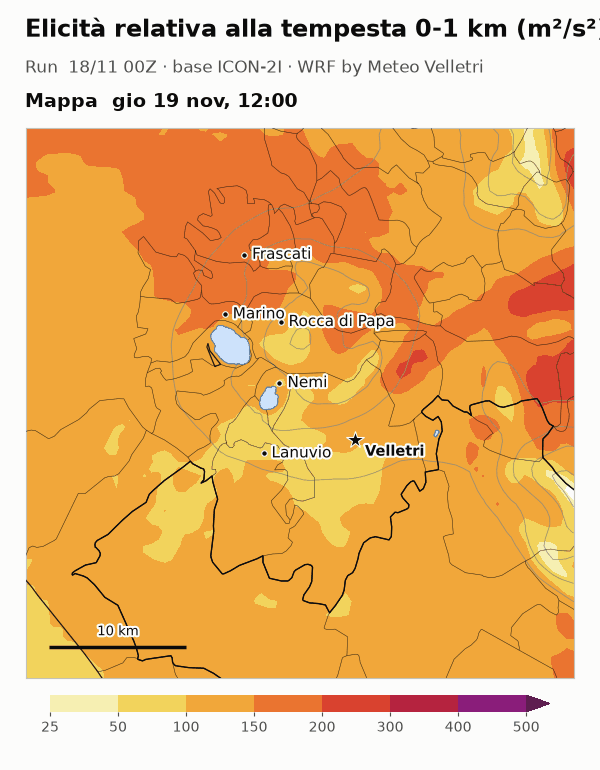 Elicità relativa alla tempesta 0-1 km (m²/s²)
Run  18/11 00Z · base ICON-2I · WRF by Meteo Velletri
Mappa  gio 19 nov, 12:00
Frascati
Marino
Rocca di Papa
Nemi
Velletri
Lanuvio
10 km
25 50 100 150 200 300 400 500